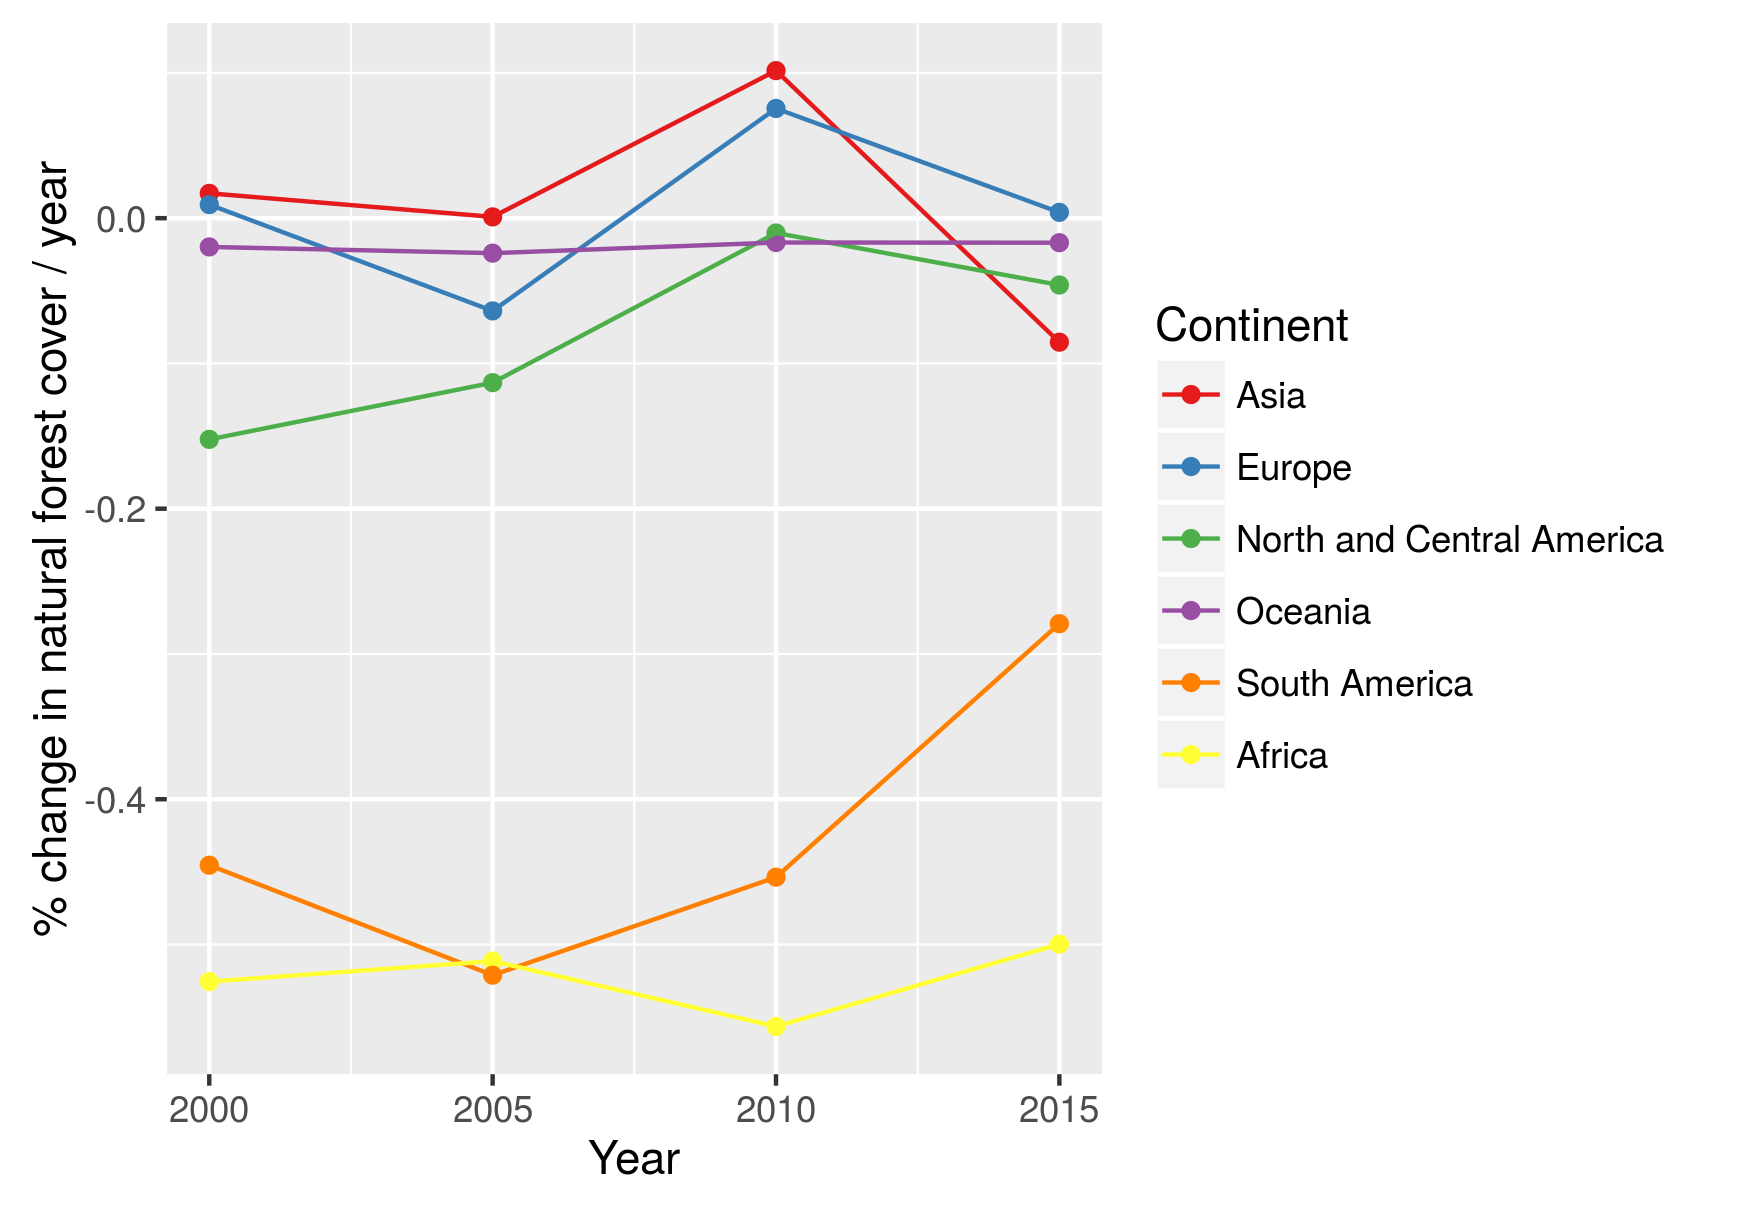 % change in natural forest cover / year
0.0
-0.2
-0.4
2000
2005
2010
2015
Year
Continent
Asia
Europe
North and Central America
Oceania
South America
Africa